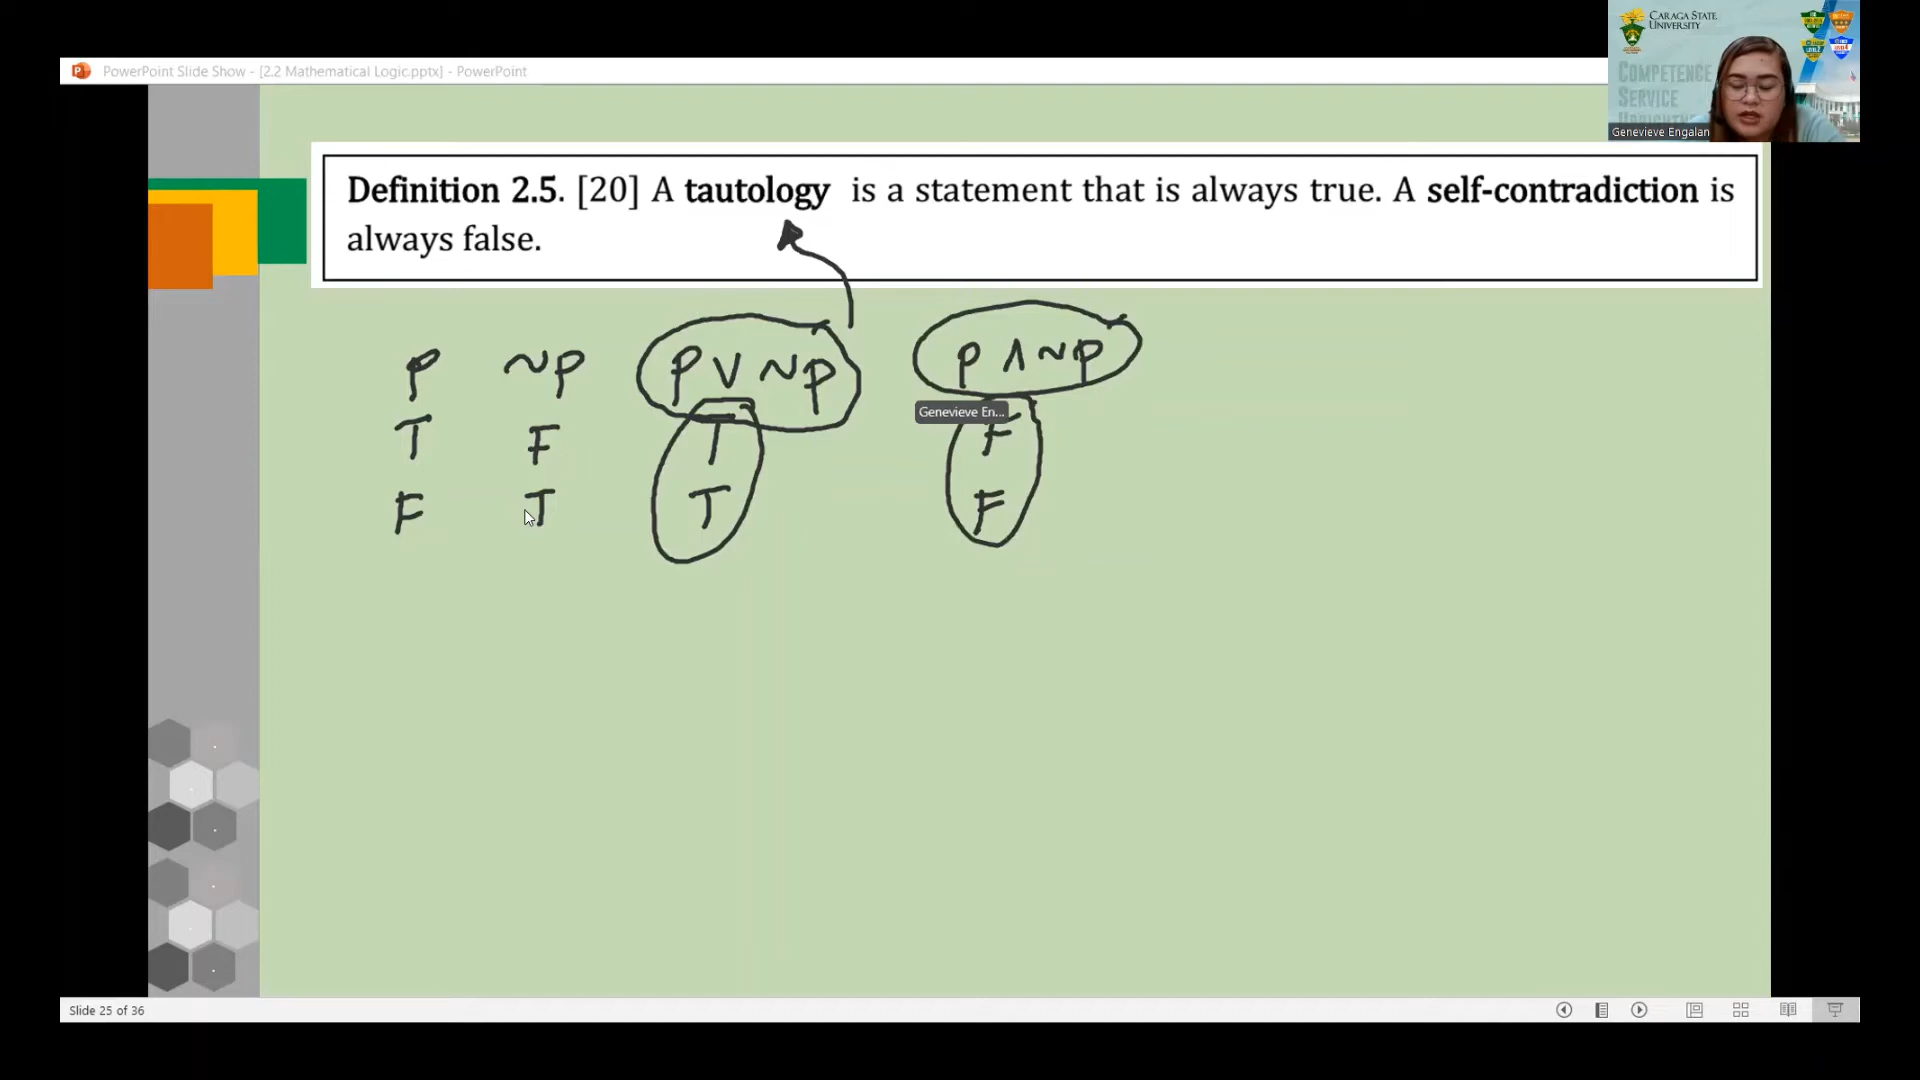 CARAGA STATE
UNIVERSITY
COMPETENCE
SERVICE
Genevieve Engalan
PowerPoint Slide Show - [2.2 Mathematical Logic.pptx] - PowerPoint
Definition 2.5. [20] A tautology is a statement that is always true. A self-contradiction is
always false.
p ~p p ∨ ~p p ∧ ~p
Genevieve En...
T F T F
F T T F
Slide 25 of 36